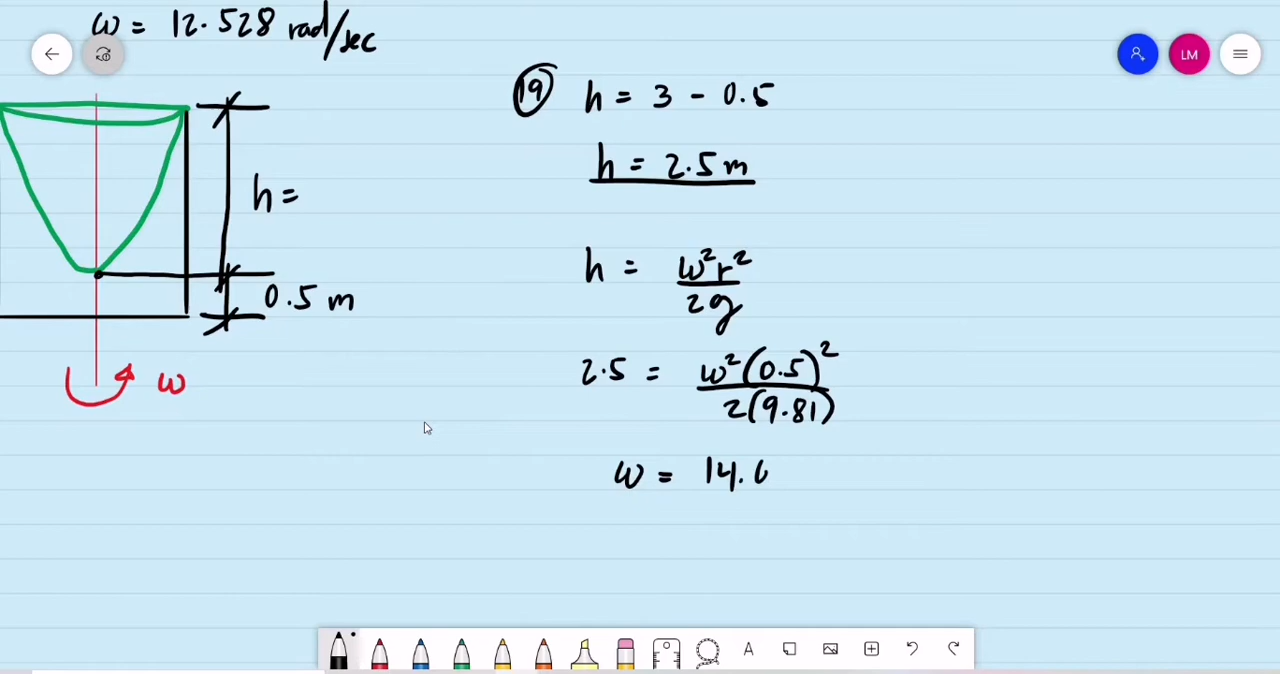 ω = 12.528 rad/sec
h =
0.5 m
ω
19 h = 3 - 0.5
h = 2.5 m
h = ω²r² / 2g
2.5 = ω²(0.5)² / 2(9.81)
ω = 14.0
LM
A